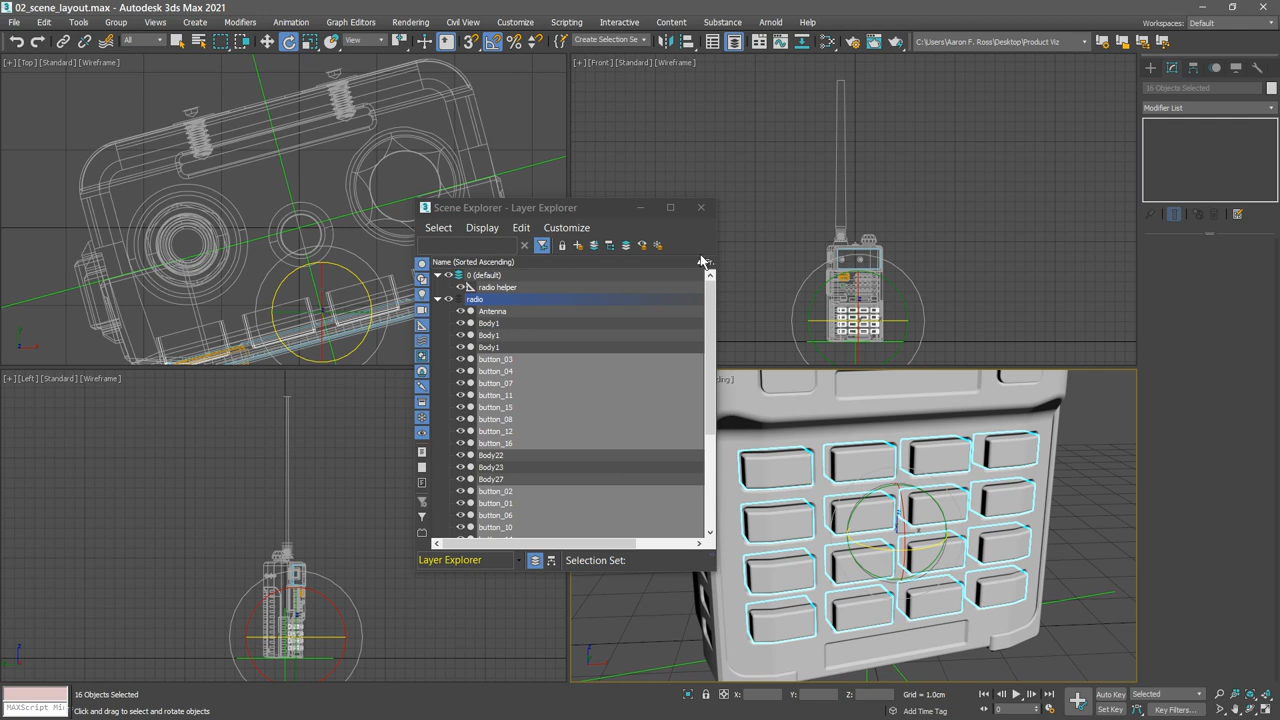 02_scene_layout.max - Autodesk 3ds Max 2021
File Edit Tools Group Views Create Modifiers Animation Graph Editors Rendering Civil View Customize Scripting Interactive Content Substance Arnold Help
Workspaces: Default
All
View
Create Selection Se
C:\Users\Aaron F. Ross\Desktop\Product Viz
[+] [Top] [Standard] [Wireframe]
[+] [Front] [Standard] [Wireframe]
16 Objects Selected
Modifier List
Scene Explorer - Layer Explorer
Select Display Edit Customize
Name (Sorted Ascending)
0 (default)
radio helper
radio
Antenna
Body1
Body1
Body1
button_03
button_04
button_07
button_11
button_15
button_08
button_12
button_16
Body22
Body23
Body27
button_02
button_01
button_06
button_10
Layer Explorer
Selection Set:
[+] [Left] [Standard] [Wireframe]
ding]
16 Objects Selected
X: Y: Z: Grid = 1.0cm
Auto Key Selected
MAXScript Mi
Click and drag to select and rotate objects
Add Time Tag
0
Set Key Key Filters...